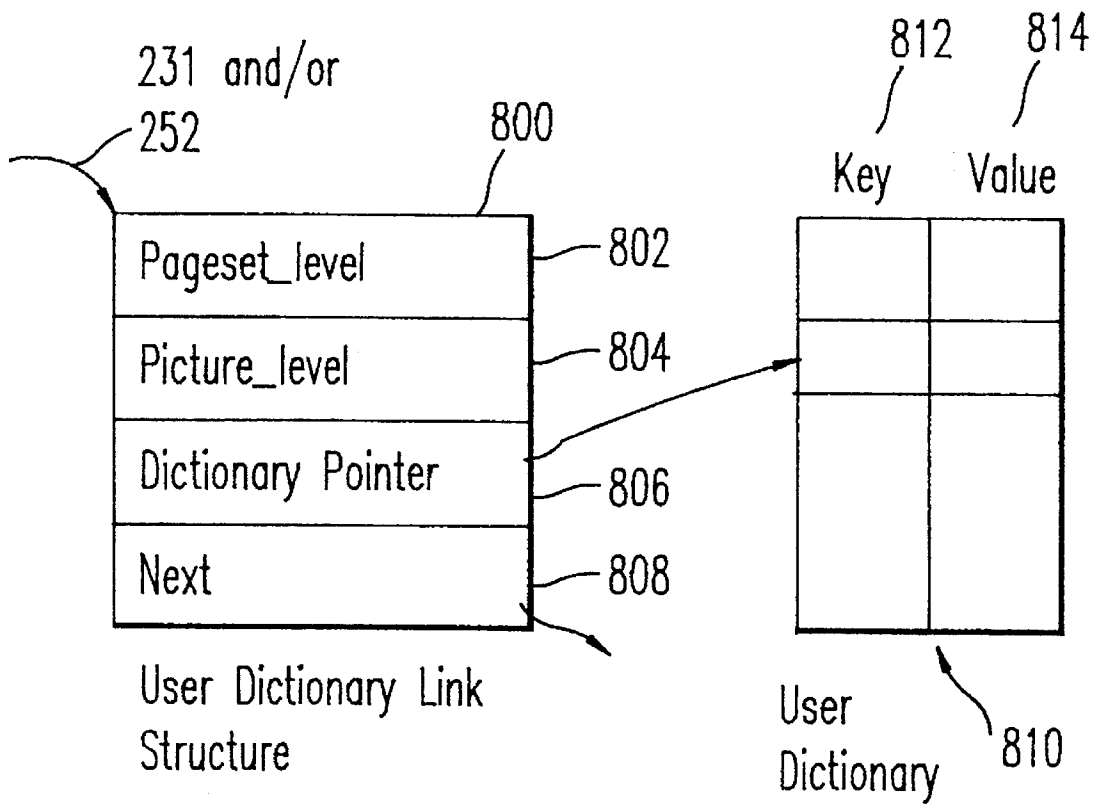 231 and/or
252
800
812
814
Key
Value
Pageset_level
802
Picture_level
804
Dictionary Pointer
806
Next
808
User Dictionary Link
Structure
User
Dictionary
810